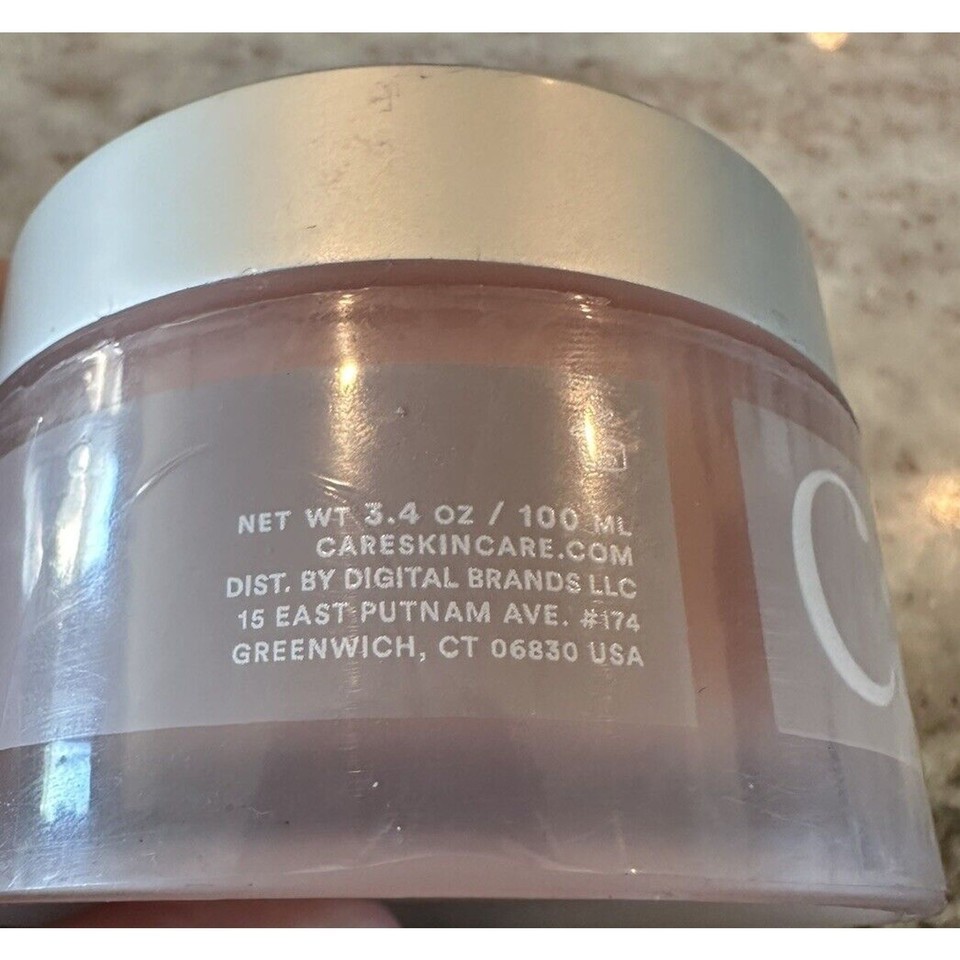 NET WT 3.4 OZ / 100 ML
CARESKINCARE.COM
DIST. BY DIGITAL BRANDS LLC
15 EAST PUTNAM AVE. #174
GREENWICH, CT 06830 USA